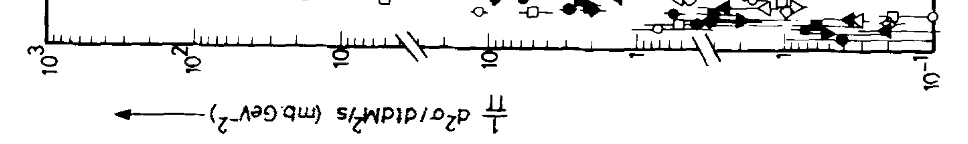 10³ 10² 10 10 1 1 10⁻¹
1/Π d²σ/dtdM²/s (mb.GeV⁻²)